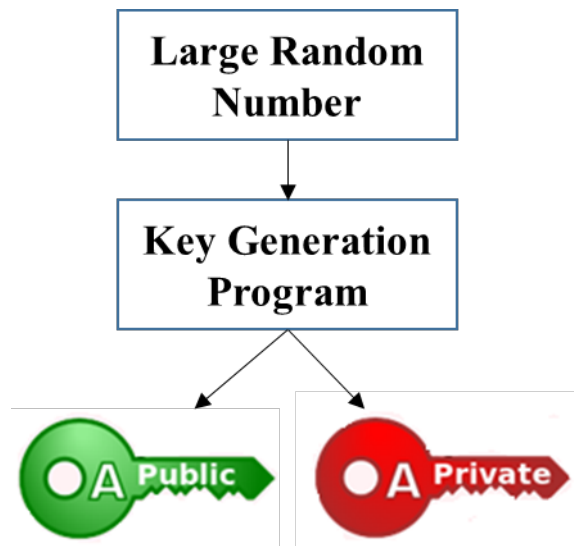 Large Random
Number
Key Generation
Program
A Public
A Private